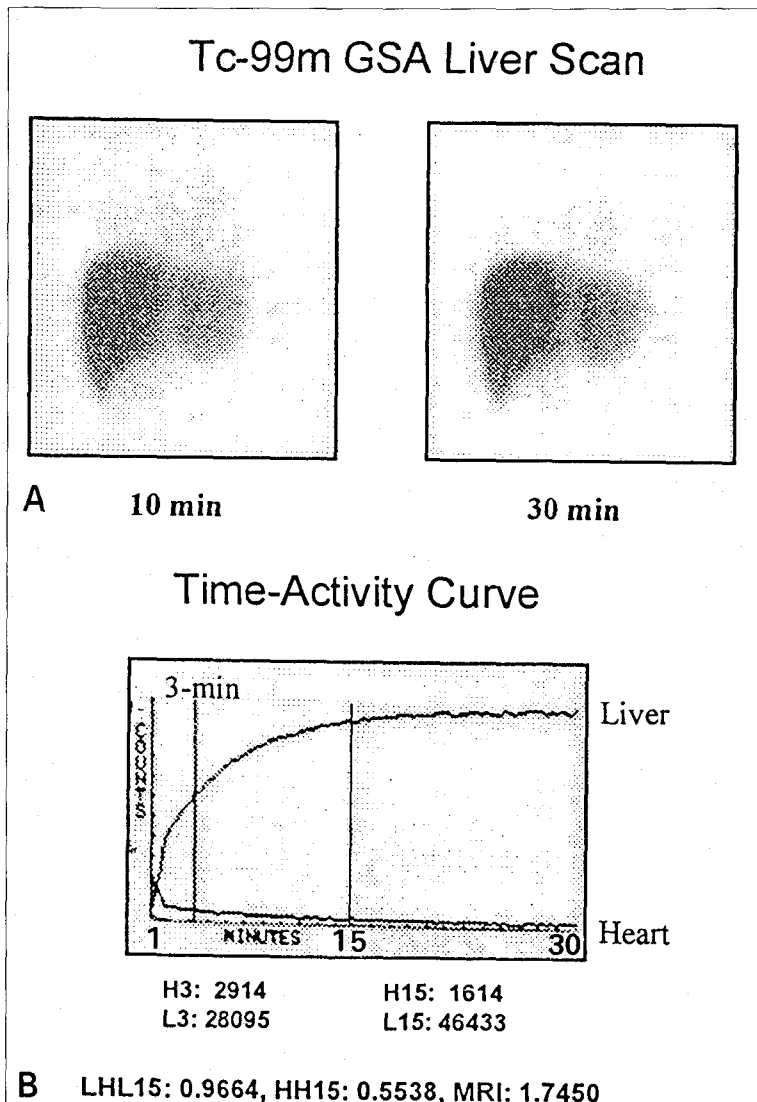 Tc-99m GSA Liver Scan
A 10 min 30 min
Time-Activity Curve
3-min
COUNTS
Liver
1 MINUTES 15 30 Heart
H3: 2914 H15: 1614
L3: 28095 L15: 46433
B LHL15: 0.9664, HH15: 0.5538, MRI: 1.7450